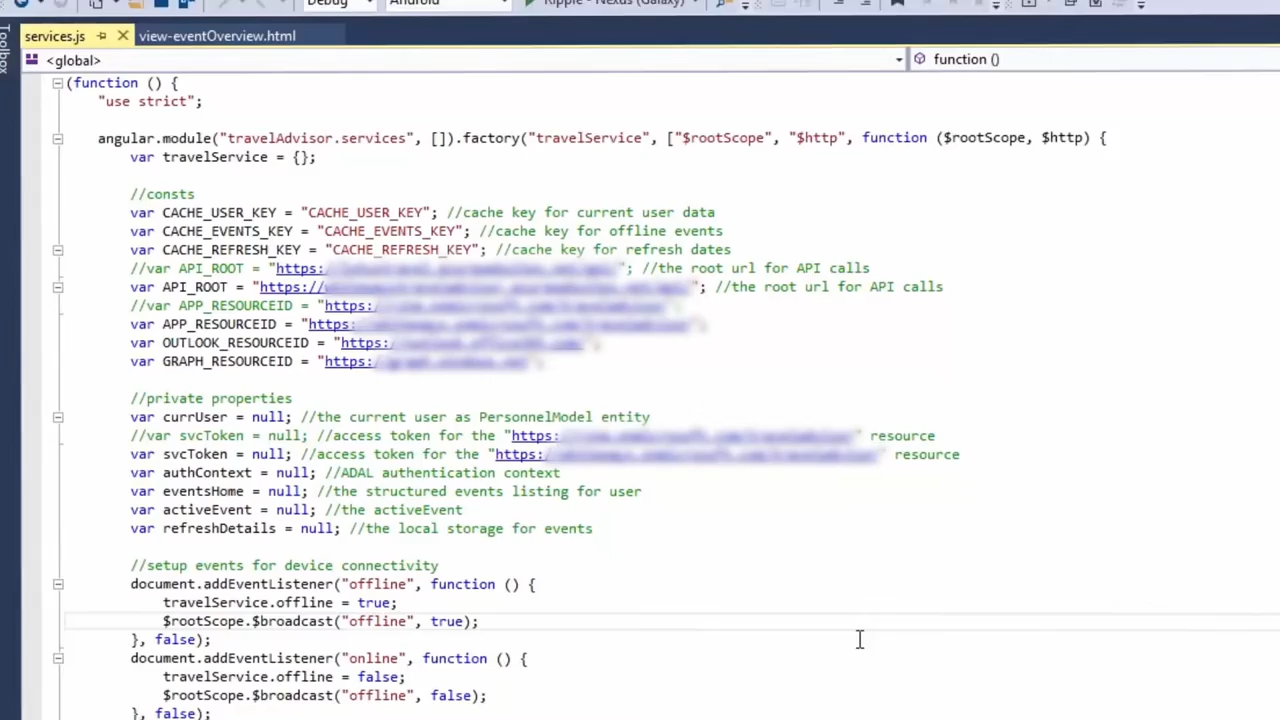 Debug
Android
Ripple - Nexus (Galaxy)
Toolbox
services.js
view-eventOverview.html
<global>
function ()
(function () {
"use strict";
angular.module("travelAdvisor.services", []).factory("travelService", ["$rootScope", "$http", function ($rootScope, $http) {
var travelService = {};
//consts
var CACHE_USER_KEY = "CACHE_USER_KEY"; //cache key for current user data
var CACHE_EVENTS_KEY = "CACHE_EVENTS_KEY"; //cache key for offline events
var CACHE_REFRESH_KEY = "CACHE_REFRESH_KEY"; //cache key for refresh dates
//var API_ROOT = "https: "; //the root url for API calls
var API_ROOT = "https:// "; //the root url for API calls
//var APP_RESOURCEID = "https:
var APP_RESOURCEID = "https:
var OUTLOOK_RESOURCEID = "https:
var GRAPH_RESOURCEID = "https:
//private properties
var currUser = null; //the current user as PersonnelModel entity
//var svcToken = null; //access token for the "https: " resource
var svcToken = null; //access token for the "https: " resource
var authContext = null; //ADAL authentication context
var eventsHome = null; //the structured events listing for user
var activeEvent = null; //the activeEvent
var refreshDetails = null; //the local storage for events
//setup events for device connectivity
document.addEventListener("offline", function () {
travelService.offline = true;
$rootScope.$broadcast("offline", true);
}, false);
document.addEventListener("online", function () {
travelService.offline = false;
$rootScope.$broadcast("offline", false);
}, false);